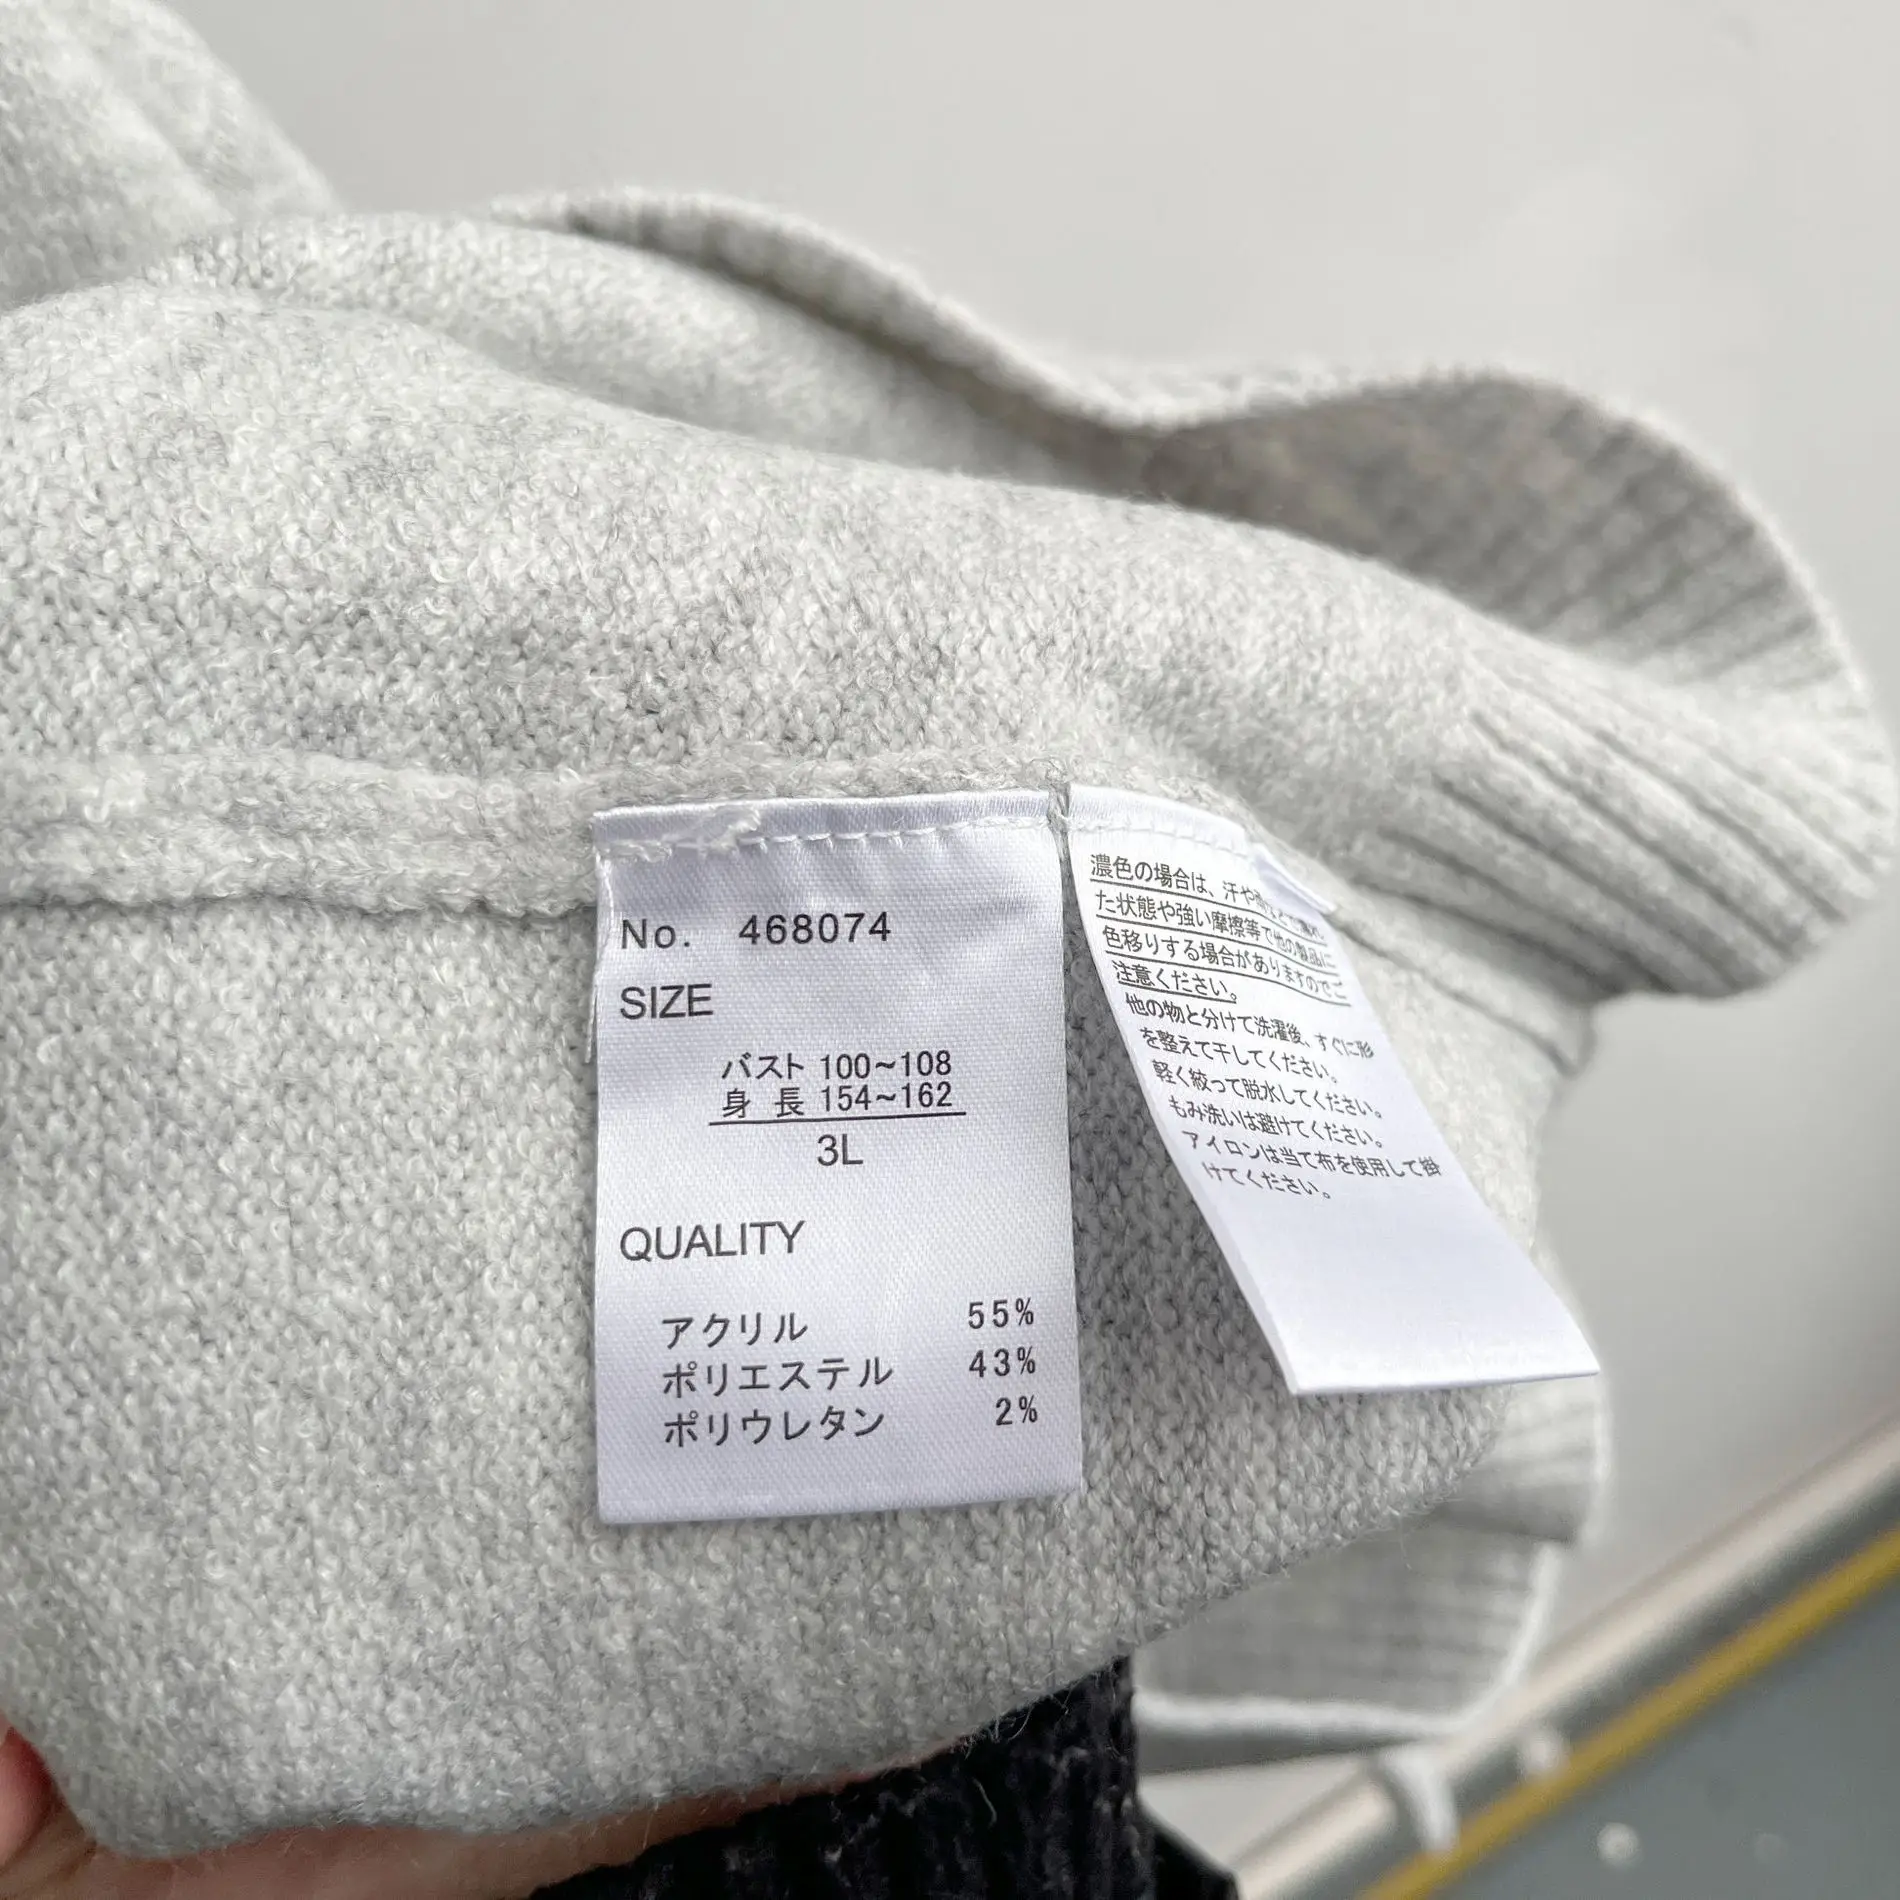 No. 468074
SIZE
バスト 100~108
身 長 154~162
3L
QUALITY
アクリル 55%
ポリエステル 43%
ポリウレタン 2%
濃色の場合は、汗や
た状態や強い摩擦等で他の製品に
色移りする場合がありますのでご
注意ください。
他の物と分けて洗濯後、すぐに形
を整えて干してください。
軽く絞って脱水してください。
もみ洗いは避けてください。
アイロンは当て布を使用して掛
けてください。